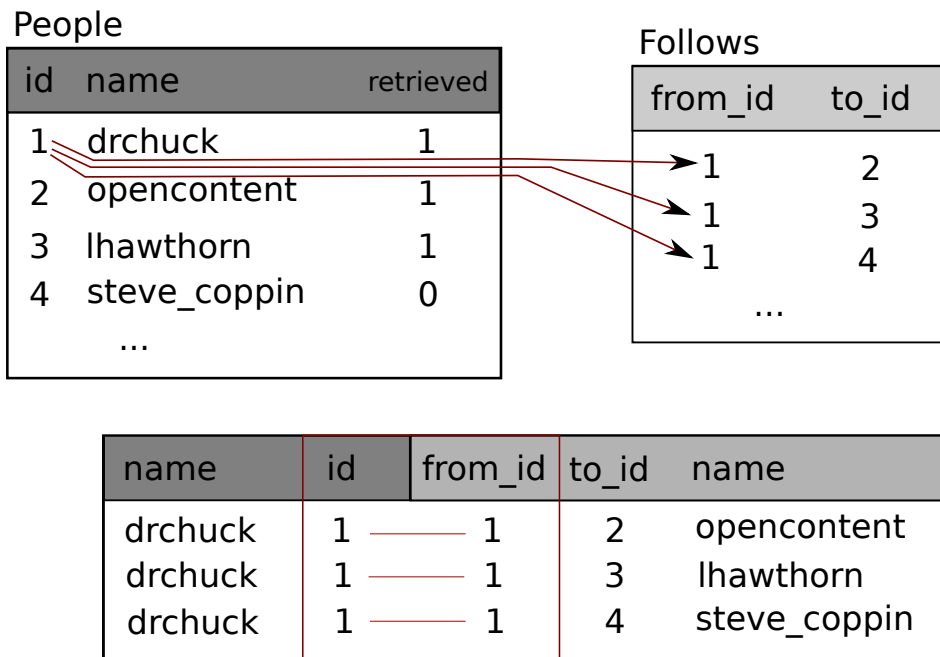 People
id name retrieved
1 drchuck 1
2 opencontent 1
3 lhawthorn 1
4 steve_coppin 0
...
Follows
from_id to_id
1 2
1 3
1 4
...
name id from_id to_id name
drchuck 1 1 2 opencontent
drchuck 1 1 3 lhawthorn
drchuck 1 1 4 steve_coppin